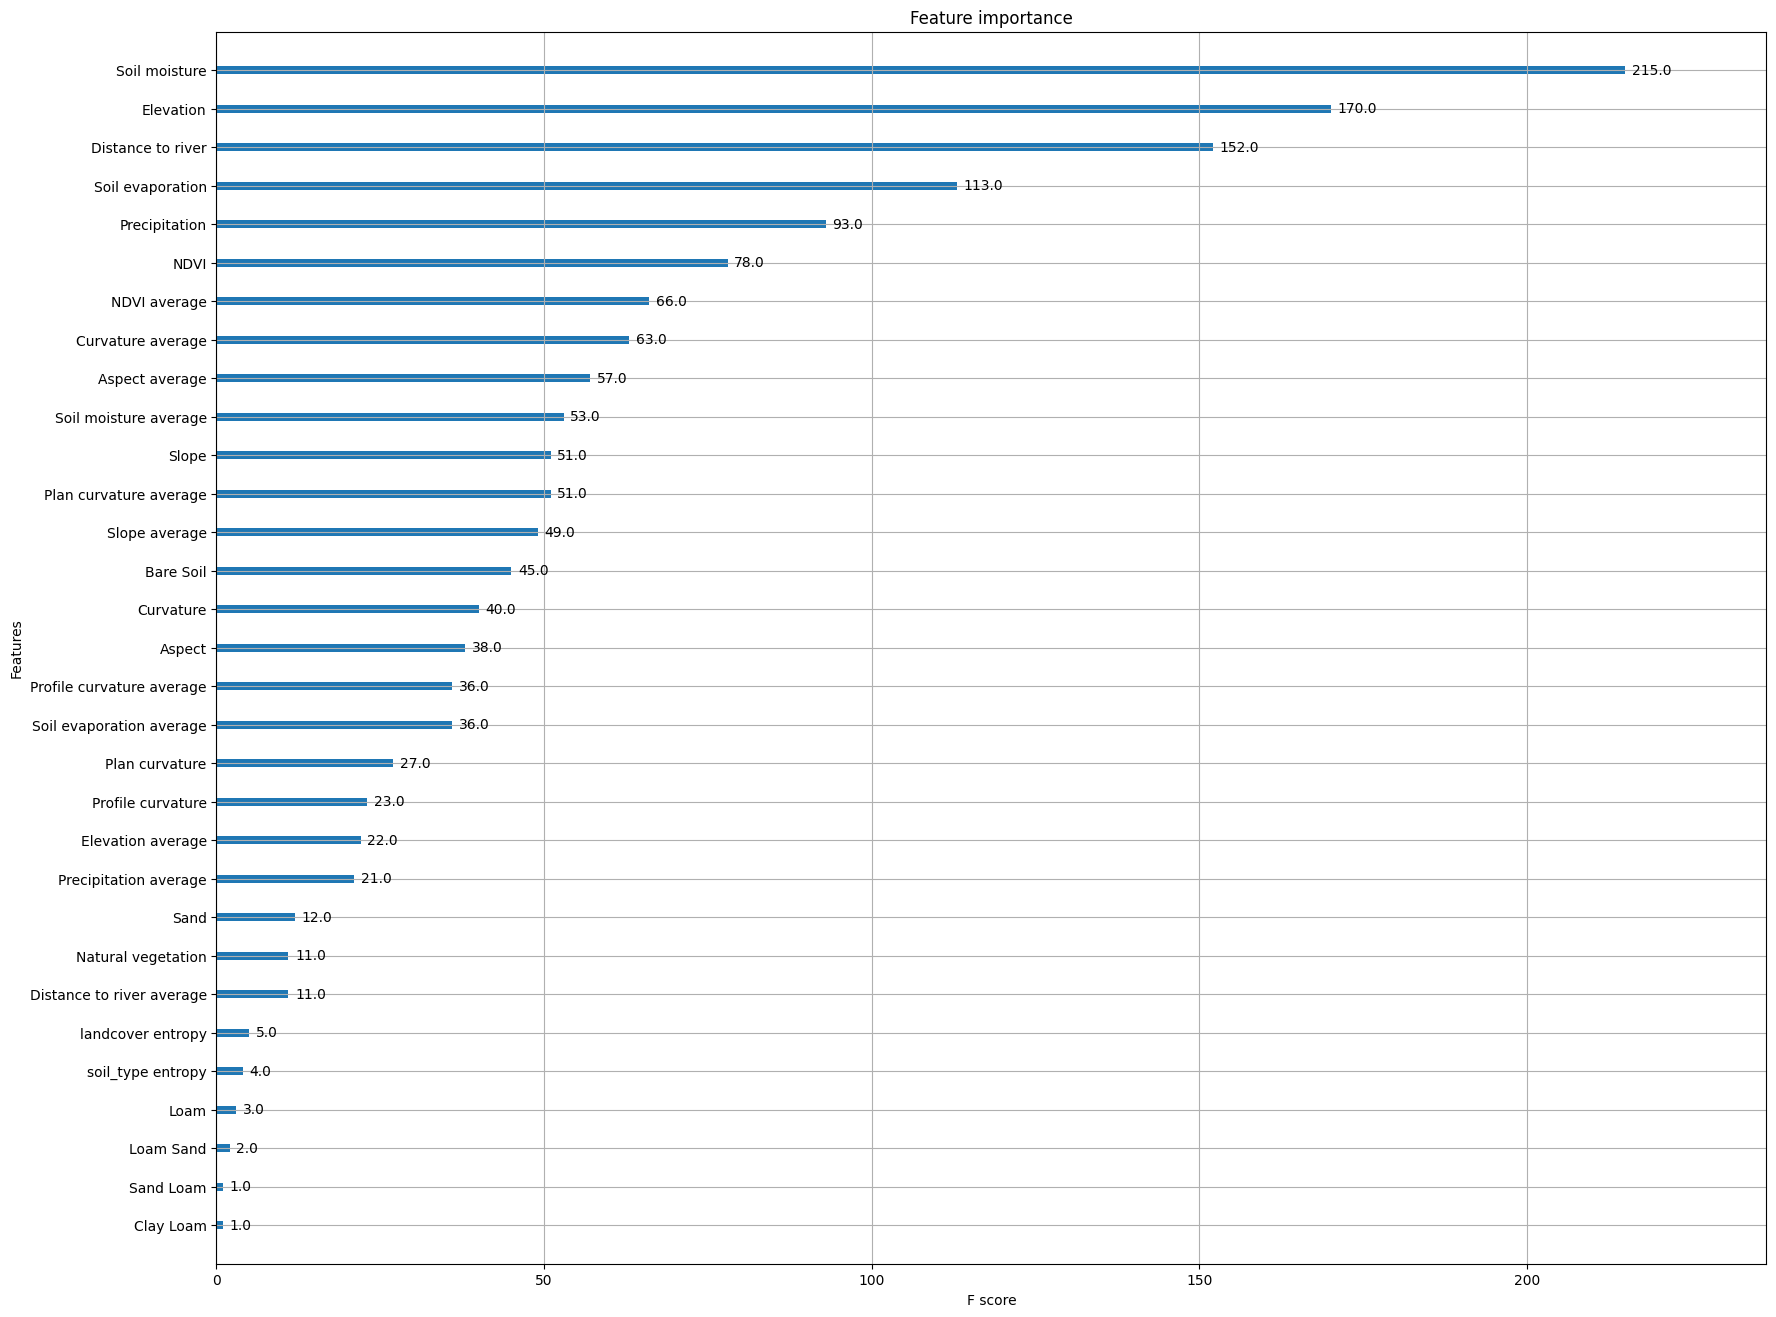 Feature importance
Soil moisture 215.0
Elevation 170.0
Distance to river 152.0
Soil evaporation 113.0
Precipitation 93.0
NDVI 78.0
NDVI average 66.0
Curvature average 63.0
Aspect average 57.0
Soil moisture average 53.0
Slope 51.0
Plan curvature average 51.0
Slope average 49.0
Bare Soil 45.0
Curvature 40.0
Aspect 38.0
Profile curvature average 36.0
Soil evaporation average 36.0
Plan curvature 27.0
Profile curvature 23.0
Elevation average 22.0
Precipitation average 21.0
Sand 12.0
Natural vegetation 11.0
Distance to river average 11.0
landcover entropy 5.0
soil_type entropy 4.0
Loam 3.0
Loam Sand 2.0
Sand Loam 1.0
Clay Loam 1.0
Features
0 50 100 150 200
F score